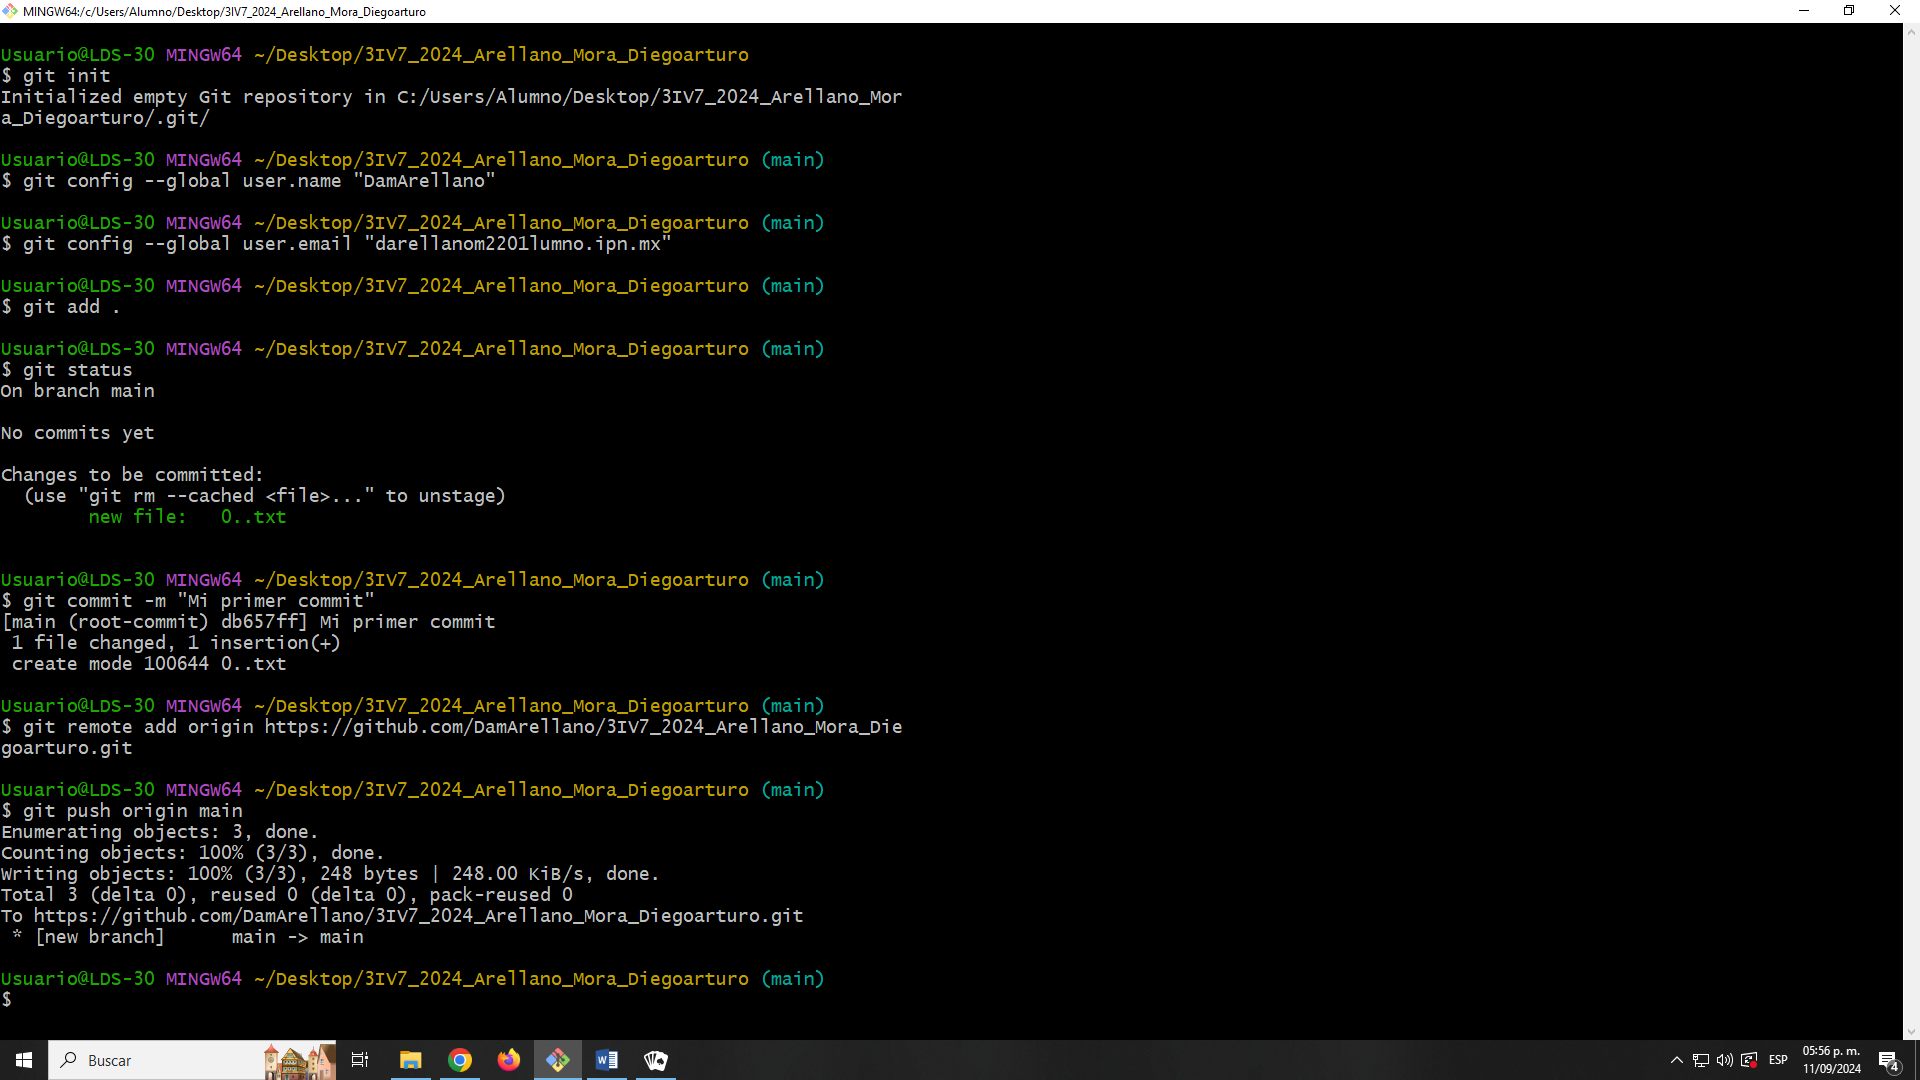 MINGW64:/c/Users/Alumno/Desktop/3IV7_2024_Arellano_Mora_Diegoarturo
Usuario@LDS-30 MINGW64 ~/Desktop/3IV7_2024_Arellano_Mora_Diegoarturo
$ git init
Initialized empty Git repository in C:/Users/Alumno/Desktop/3IV7_2024_Arellano_Mor
a_Diegoarturo/.git/
Usuario@LDS-30 MINGW64 ~/Desktop/3IV7_2024_Arellano_Mora_Diegoarturo (main)
$ git config --global user.name "DamArellano"
Usuario@LDS-30 MINGW64 ~/Desktop/3IV7_2024_Arellano_Mora_Diegoarturo (main)
$ git config --global user.email "darellanom2201lumno.ipn.mx"
Usuario@LDS-30 MINGW64 ~/Desktop/3IV7_2024_Arellano_Mora_Diegoarturo (main)
$ git add .
Usuario@LDS-30 MINGW64 ~/Desktop/3IV7_2024_Arellano_Mora_Diegoarturo (main)
$ git status
On branch main
No commits yet
Changes to be committed:
  (use "git rm --cached <file>..." to unstage)
        new file:   0..txt
Usuario@LDS-30 MINGW64 ~/Desktop/3IV7_2024_Arellano_Mora_Diegoarturo (main)
$ git commit -m "Mi primer commit"
[main (root-commit) db657ff] Mi primer commit
 1 file changed, 1 insertion(+)
 create mode 100644 0..txt
Usuario@LDS-30 MINGW64 ~/Desktop/3IV7_2024_Arellano_Mora_Diegoarturo (main)
$ git remote add origin https://github.com/DamArellano/3IV7_2024_Arellano_Mora_Die
goarturo.git
Usuario@LDS-30 MINGW64 ~/Desktop/3IV7_2024_Arellano_Mora_Diegoarturo (main)
$ git push origin main
Enumerating objects: 3, done.
Counting objects: 100% (3/3), done.
Writing objects: 100% (3/3), 248 bytes | 248.00 KiB/s, done.
Total 3 (delta 0), reused 0 (delta 0), pack-reused 0
To https://github.com/DamArellano/3IV7_2024_Arellano_Mora_Diegoarturo.git
 * [new branch]      main -> main
Usuario@LDS-30 MINGW64 ~/Desktop/3IV7_2024_Arellano_Mora_Diegoarturo (main)
$
Buscar
ESP
05:56 p. m.
11/09/2024
4